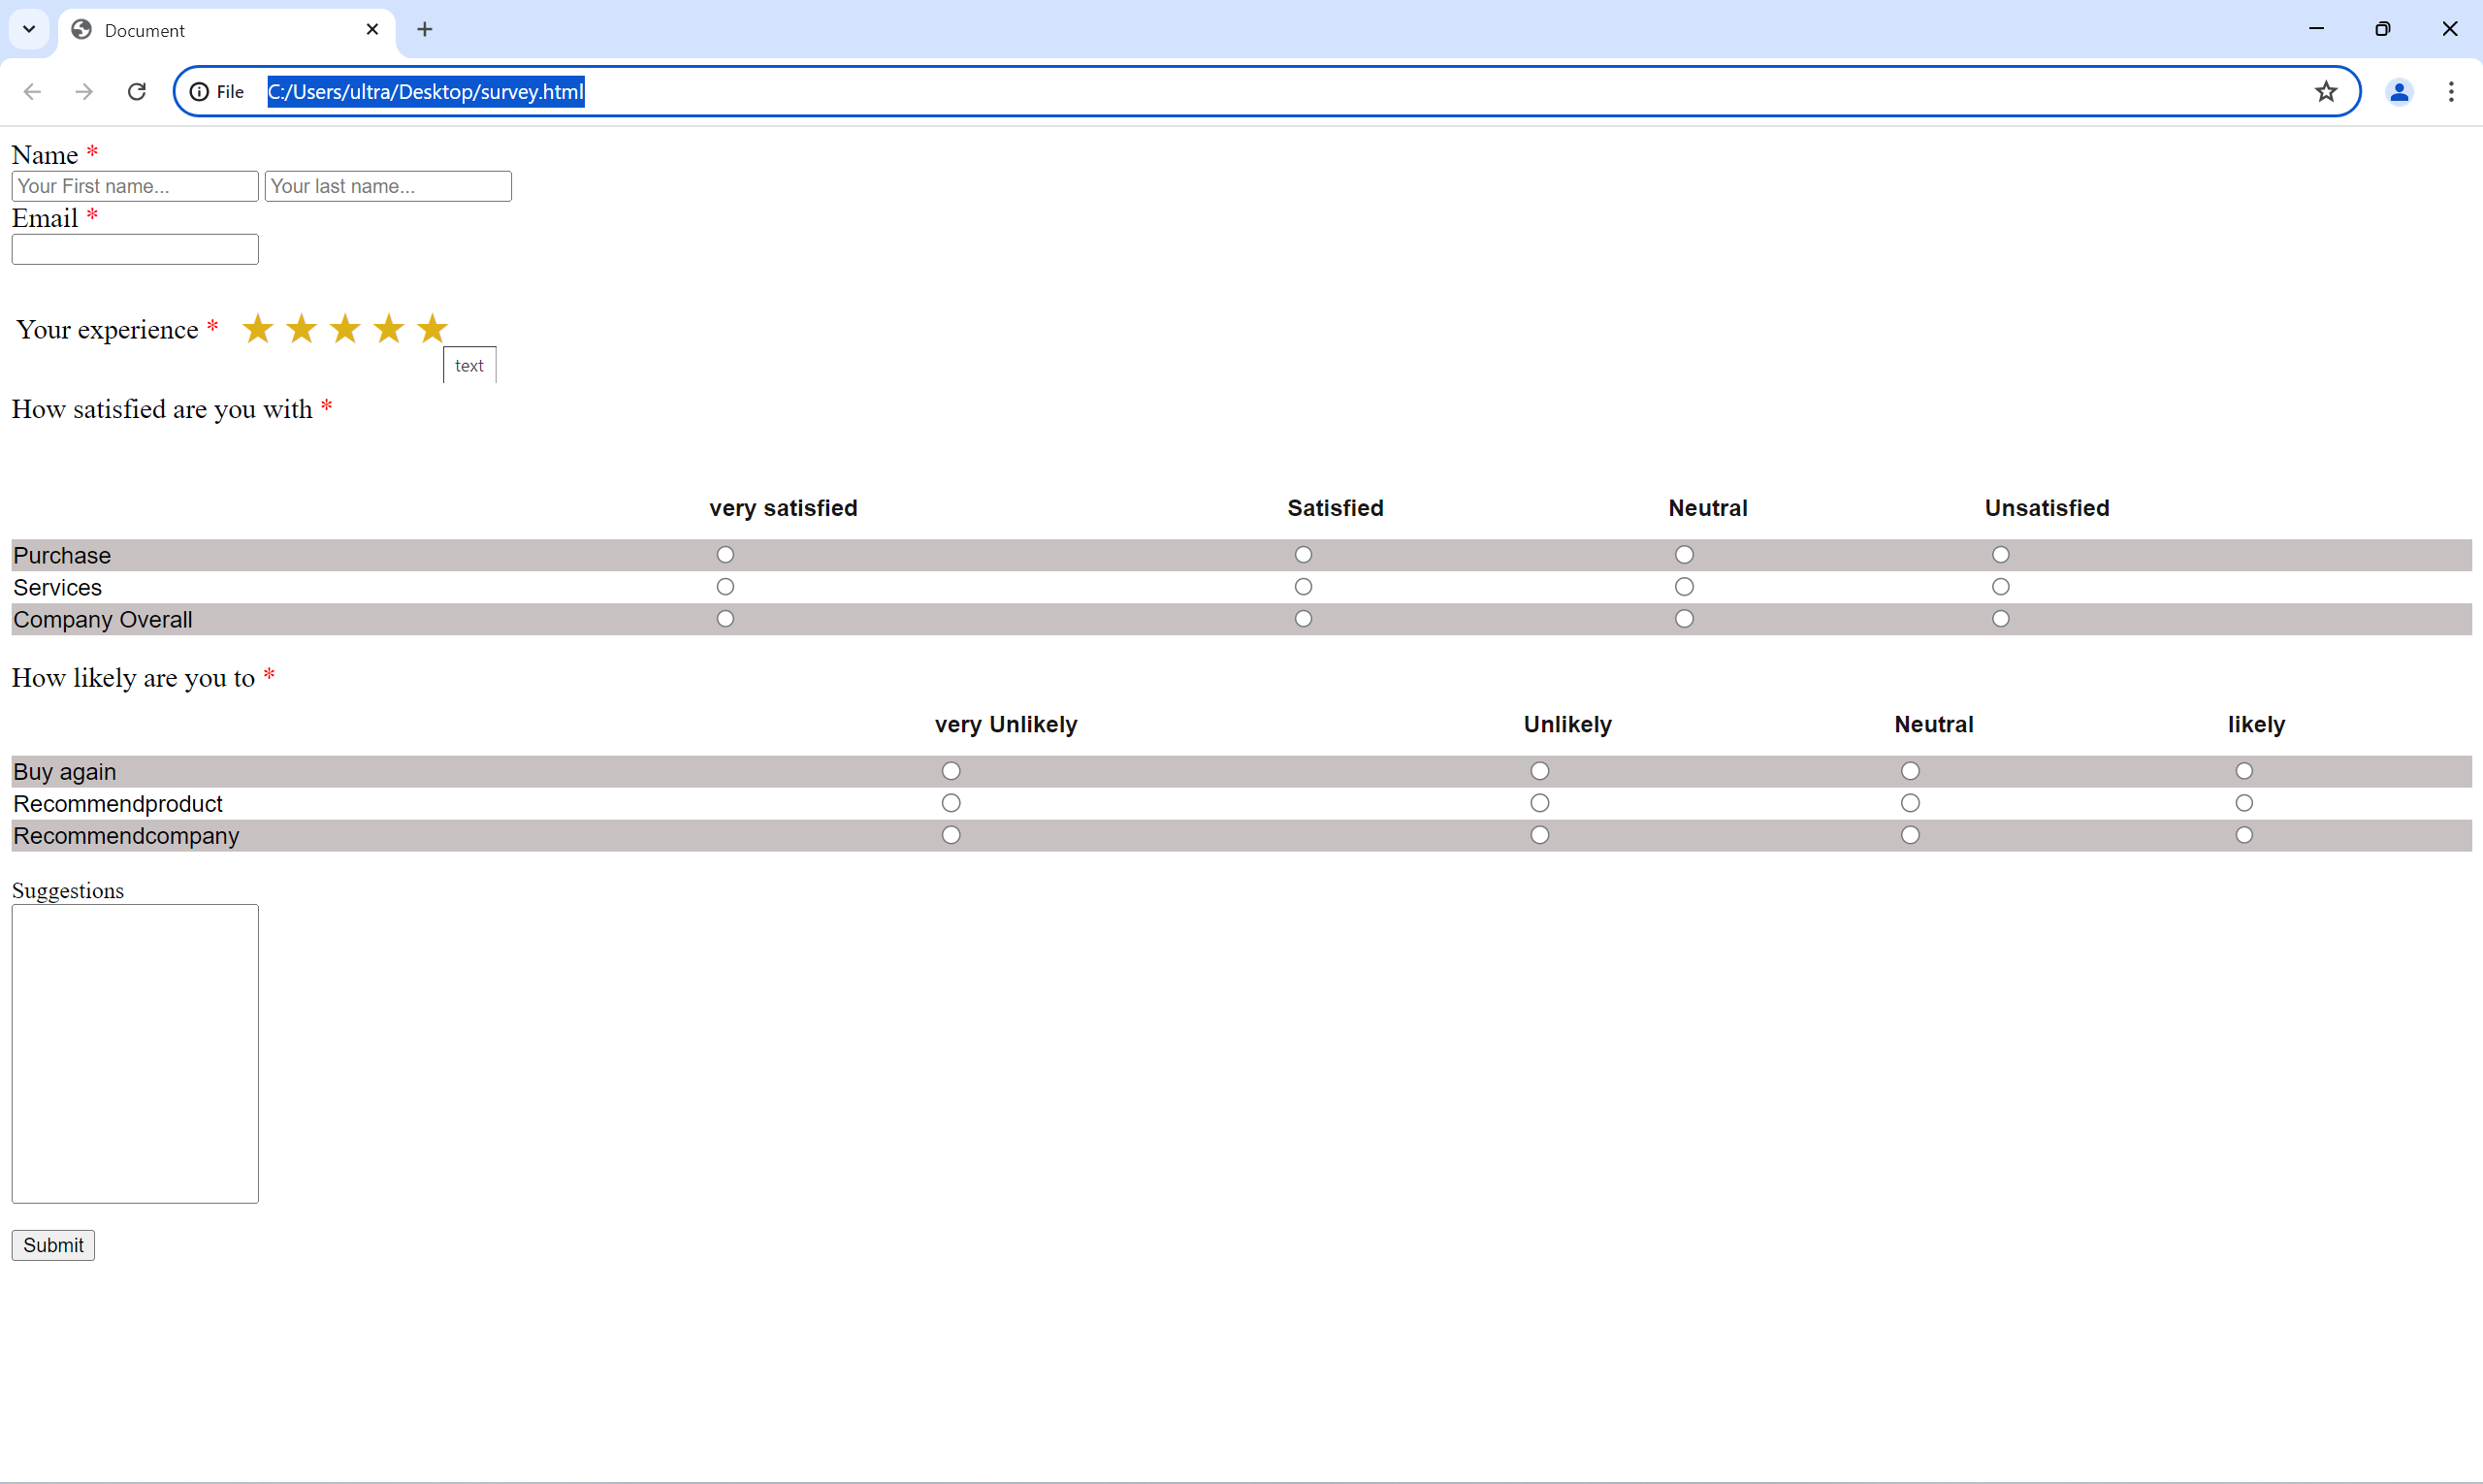 Document
File C:/Users/ultra/Desktop/survey.html
Name *
Your First name... Your last name...
Email *
Your experience *
text
How satisfied are you with *
very satisfied Satisfied Neutral Unsatisfied
Purchase
Services
Company Overall
How likely are you to *
very Unlikely Unlikely Neutral likely
Buy again
Recommendproduct
Recommendcompany
Suggestions
Submit